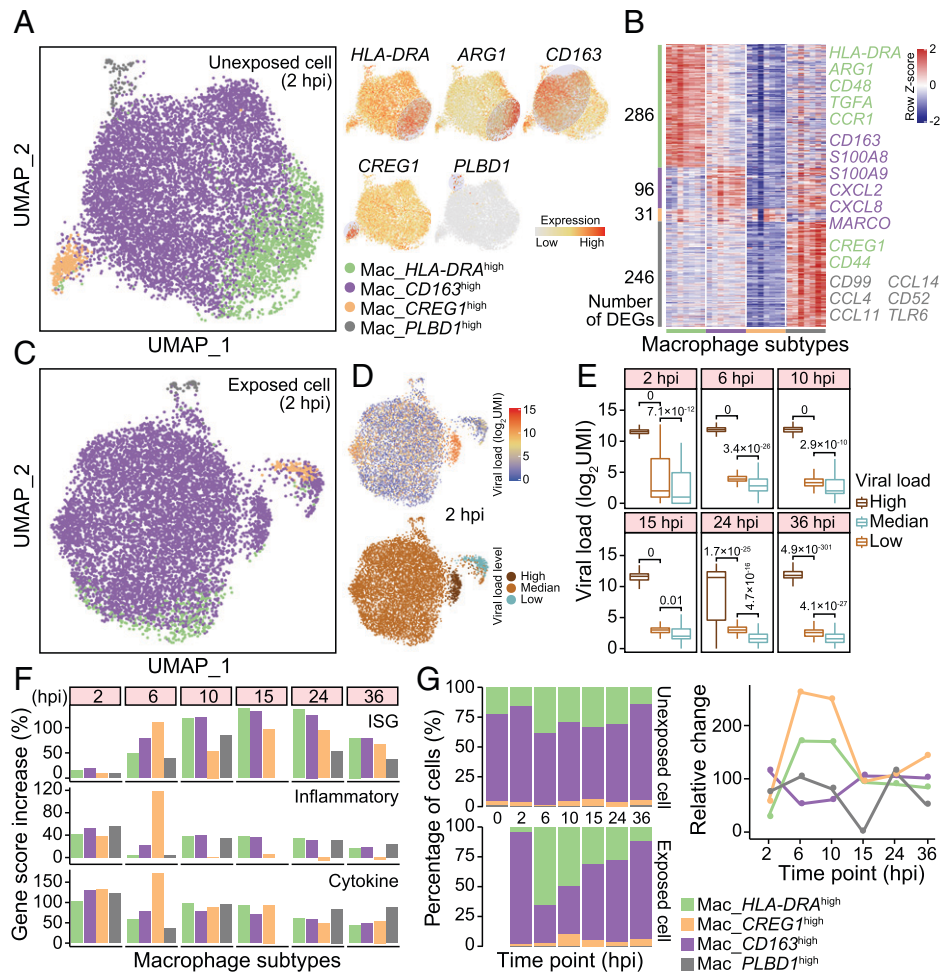 A
Unexposed cell
(2 hpi)
UMAP_2
UMAP_1
HLA-DRA
ARG1
CD163
CREG1
PLBD1
Expression
Low
High
Mac_HLA-DRAhigh
Mac_CD163high
Mac_CREG1high
Mac_PLBD1high
B
286
96
31
246
Number
of DEGs
HLA-DRA
ARG1
CD48
TGFA
CCR1
CD163
S100A8
S100A9
CXCL2
CXCL8
MARCO
CREG1
CD44
CD99 CCL14
CCL4 CD52
CCL11 TLR6
2
Row Z-score
-2
Macrophage subtypes
C
Exposed cell
(2 hpi)
UMAP_2
UMAP_1
D
Viral load (log2UMI)
15
10
5
0
2 hpi
Viral load level
High
Median
Low
E
2 hpi
6 hpi
10 hpi
0
7.1×10-12
0
3.4×10-26
0
2.9×10-10
15
10
5
0
Viral load (log2UMI)
15 hpi
24 hpi
36 hpi
0
0.01
1.7×10-25
4.7×10-16
4.9×10-301
4.1×10-27
15
10
5
0
Viral load
High
Median
Low
F
(hpi)
2
6
10
15
24
36
ISG
100
50
0
Inflammatory
120
80
40
0
Cytokine
150
100
50
0
Gene score increase (%)
Macrophage subtypes
G
100
75
50
25
0
Unexposed cell
0 2 6 10 15 24 36
100
75
50
25
0
Exposed cell
Percentage of cells (%)
Time point (hpi)
Relative change
200
100
0
2 6 10 15 24 36
Time point (hpi)
Mac_HLA-DRAhigh
Mac_CREG1high
Mac_CD163high
Mac_PLBD1high